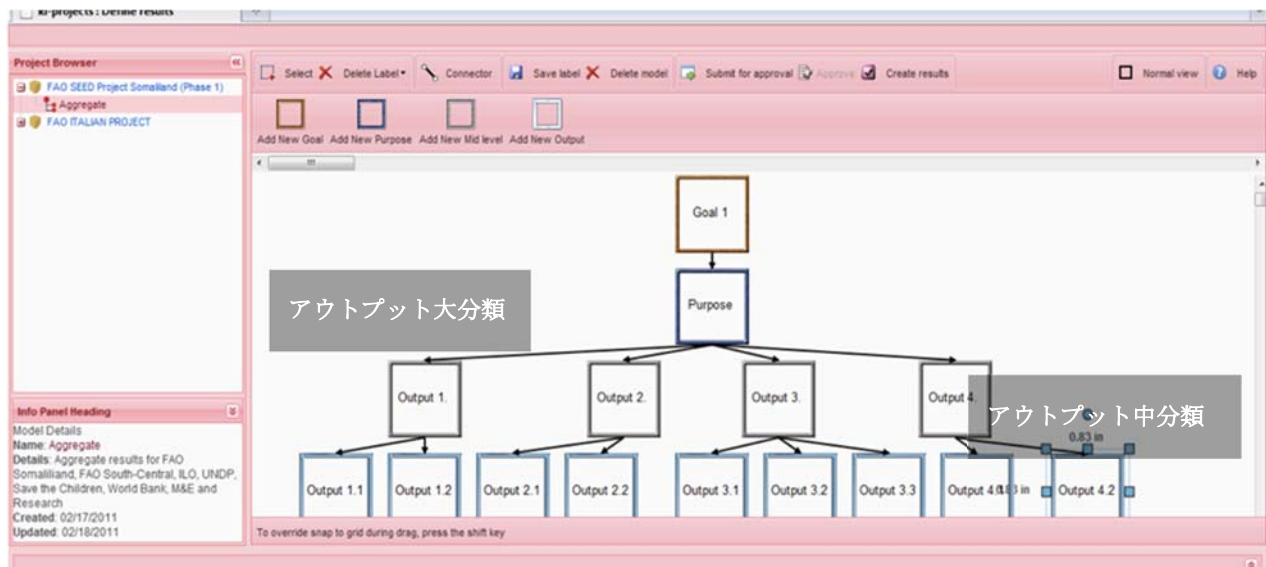 ki-projects : Define results
Project Browser
FAO SEED Project Somaliland (Phase 1)
Aggregate
FAO ITALIAN PROJECT
Select Delete Label Connector Save label Delete model Submit for approval Approve Create results Normal view Help
Add New Goal Add New Purpose Add New Mid level Add New Output
Goal 1
アウトプット大分類
Purpose
Output 1. Output 2. Output 3. Output 4.
アウトプット中分類
0.83 in
Output 1.1 Output 1.2 Output 2.1 Output 2.2 Output 3.1 Output 3.2 Output 3.3 Output 4. in Output 4.2
Info Panel Heading
Model Details
Name: Aggregate
Details: Aggregate results for FAO
Somaliliand, FAO South-Central, ILO, UNDP,
Save the Children, World Bank, M&E and
Research
Created: 02/17/2011
Updated: 02/18/2011
To override snap to grid during drag, press the shift key